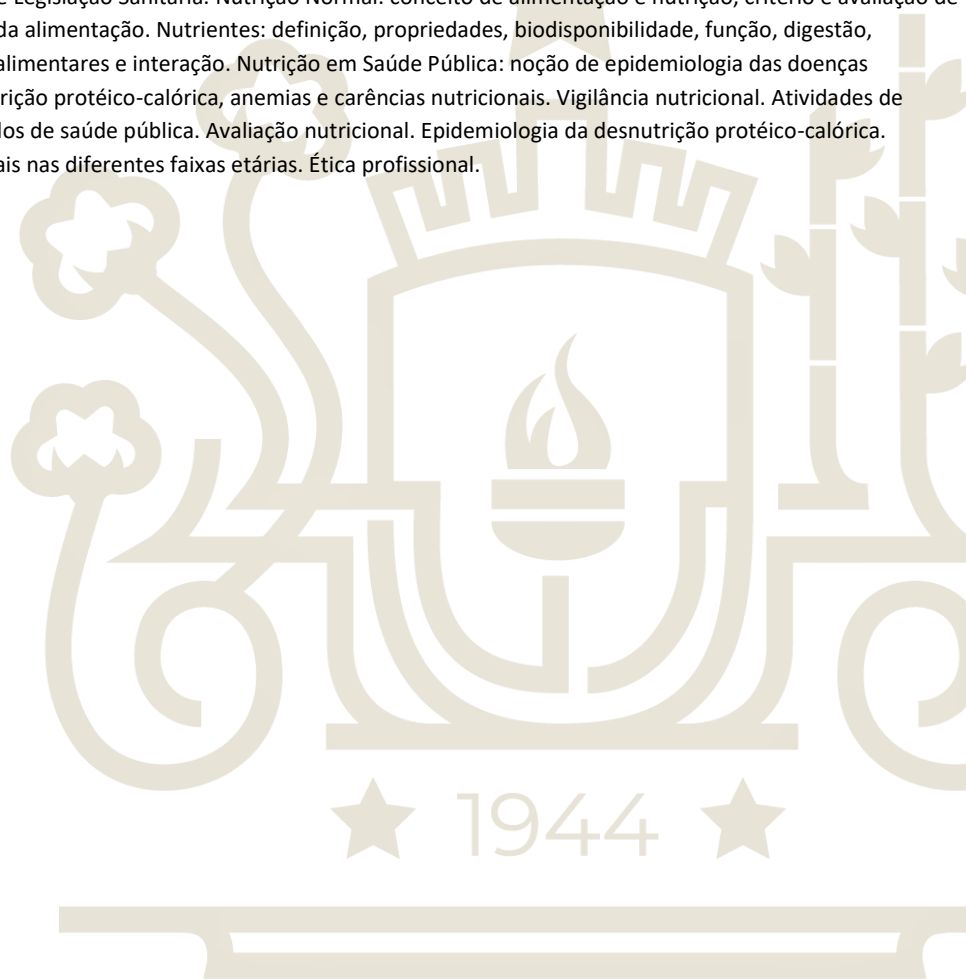 e Legislação Sanitária. Nutrição Normal: conceito de alimentação e nutrição, critério e avaliação de
da alimentação. Nutrientes: definição, propriedades, biodisponibilidade, função, digestão,
alimentares e interação. Nutrição em Saúde Pública: noção de epidemiologia das doenças
rição protéico-calórica, anemias e carências nutricionais. Vigilância nutricional. Atividades de
los de saúde pública. Avaliação nutricional. Epidemiologia da desnutrição protéico-calórica.
ais nas diferentes faixas etárias. Ética profissional.
1944